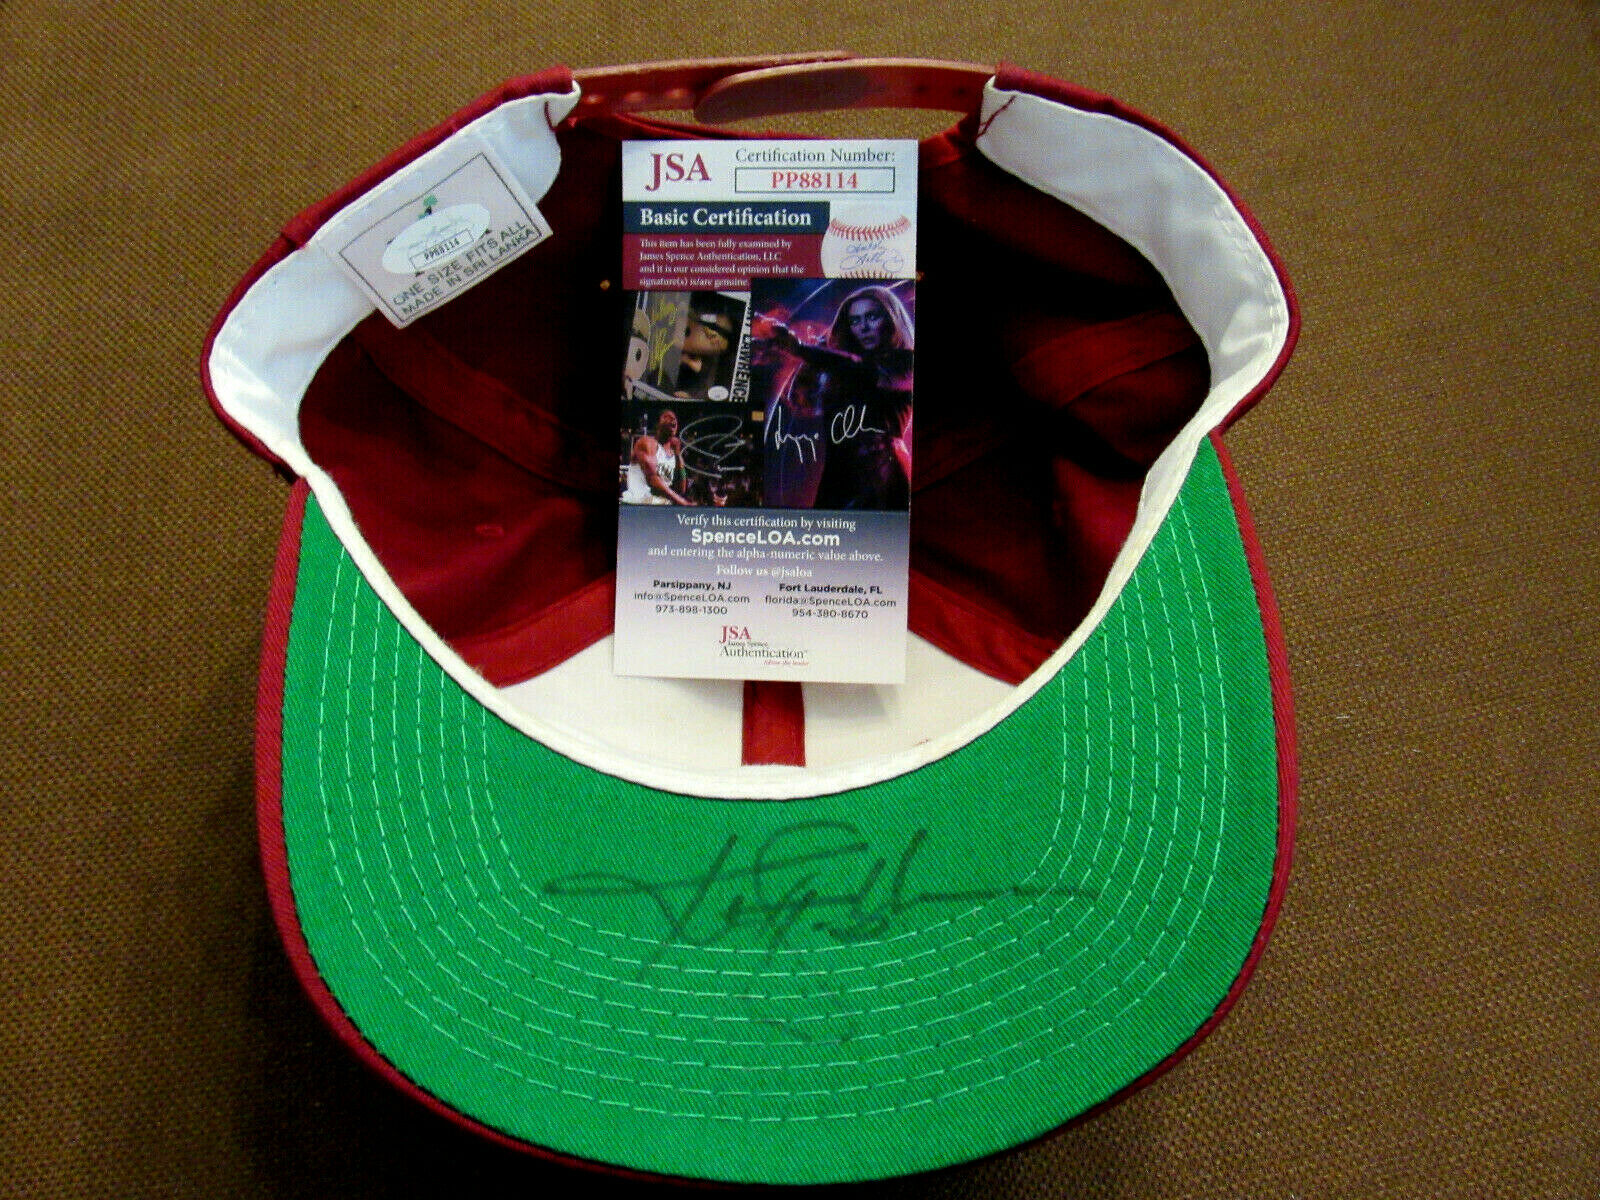 JSA
Certification Number:
PP88114
Basic Certification
This item has been fully examined by
James Spence Authentication, LLC
and it is our considered opinion that the
signature(s) is/are genuine.
Verify this certification by visiting
SpenceLOA.com
and entering the alpha-numeric value above.
Follow us @jsaloa
Parsippany, NJ
info@SpenceLOA.com
973-898-1300
Fort Lauderdale, FL
florida@SpenceLOA.com
954-380-8670
JSA
James Spence
Authentication
PP88114
ONE SIZE FITS ALL
MADE IN SRI LANKA